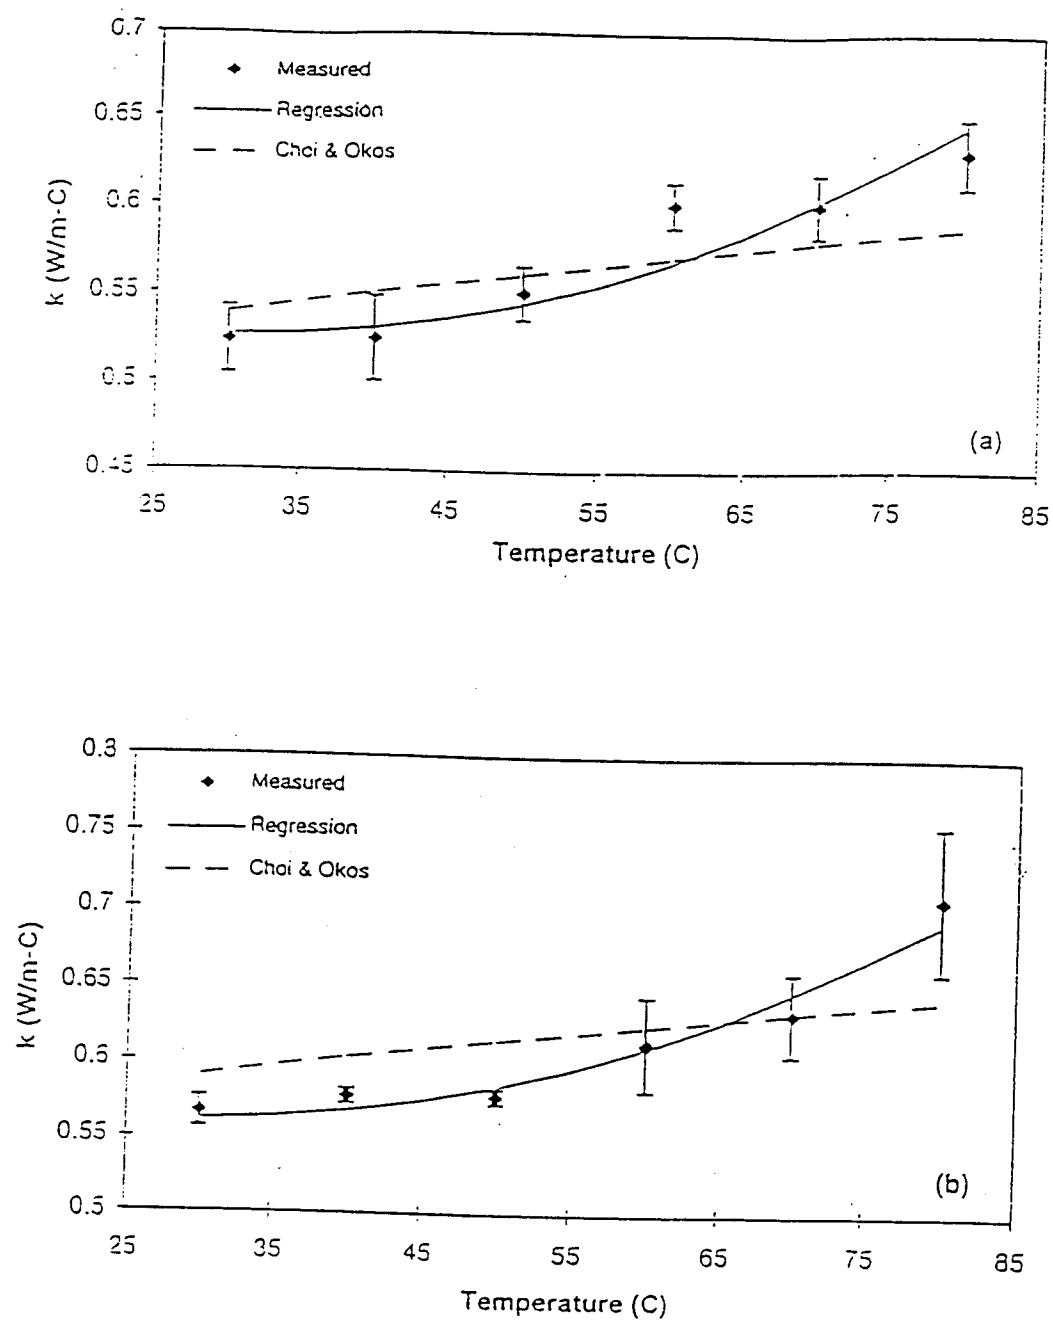 0.7
Measured
0.65
Regression
Choi & Okos
0.6
k (W/m-C)
0.55
0.5
(a)
0.45
25 35 45 55 65 75 85
Temperature (C)
0.8
Measured
0.75
Regression
Choi & Okos
0.7
k (W/m-C)
0.65
0.6
0.55
(b)
0.5
25 35 45 55 65 75 85
Temperature (C)